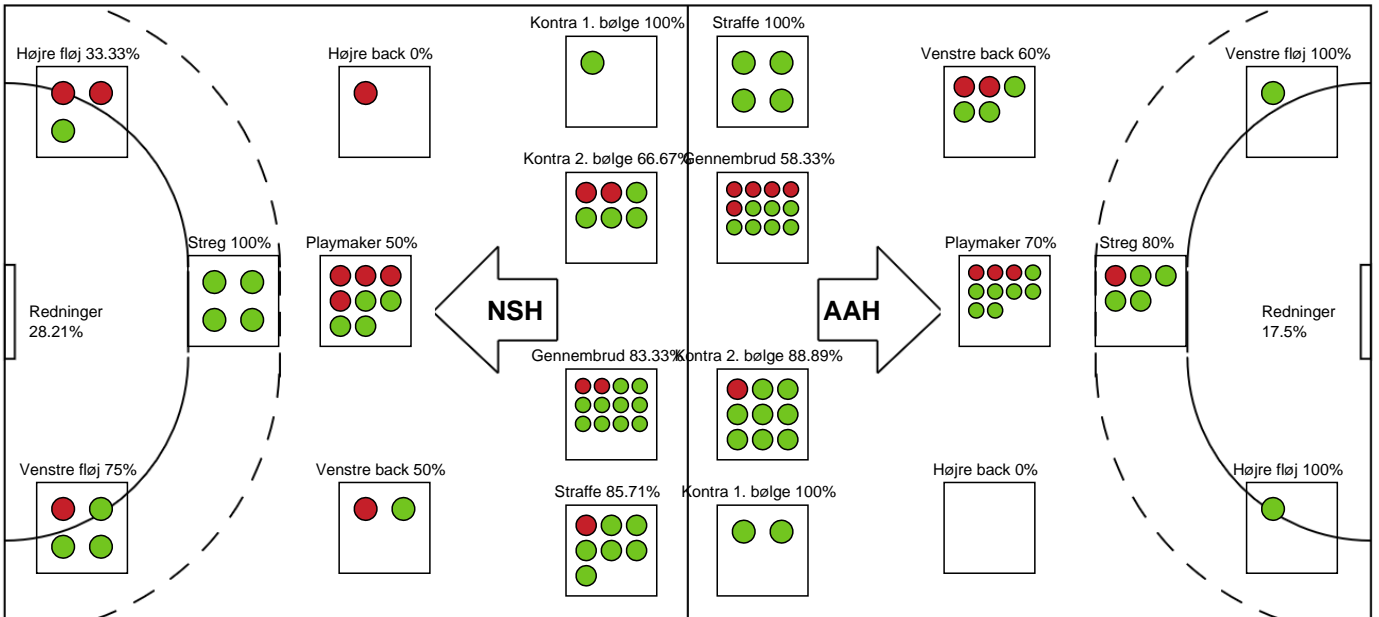 Kontra 1. bølge 100%
Straffe 100%
Højre fløj 33.33%
Højre back 0%
Venstre back 60%
Venstre fløj 100%
Kontra 2. bølge 66.67%
Gennembrud 58.33%
Streg 100%
Playmaker 50%
Playmaker 70%
Streg 80%
Redninger
28.21%
NSH
AAH
Redninger
17.5%
Gennembrud 83.33%
Kontra 2. bølge 88.89%
Venstre fløj 75%
Venstre back 50%
Højre back 0%
Højre fløj 100%
Straffe 85.71%
Kontra 1. bølge 100%